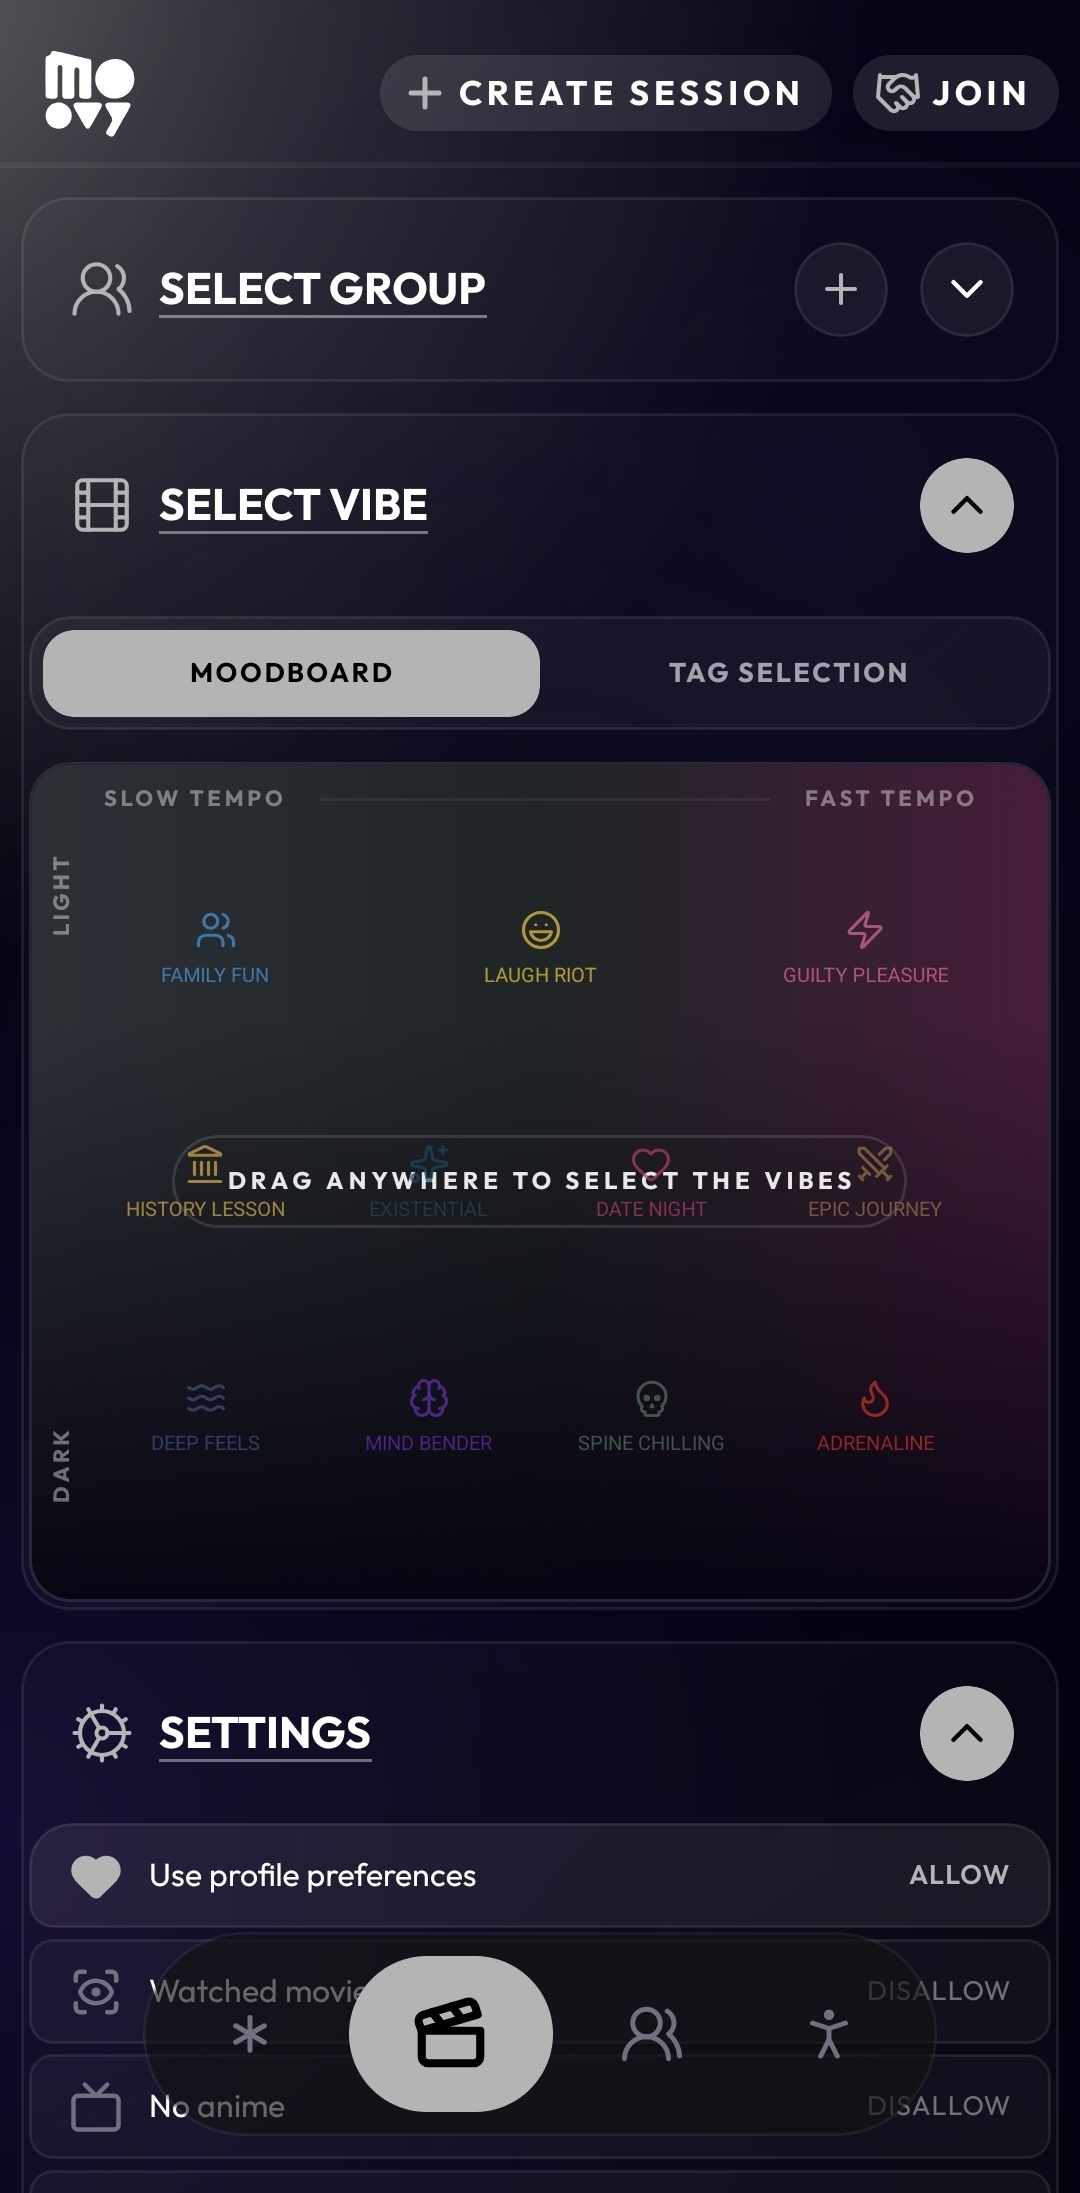 moovy
CREATE SESSION
JOIN
SELECT GROUP
SELECT VIBE
MOODBOARD
TAG SELECTION
SLOW TEMPO
FAST TEMPO
LIGHT
FAMILY FUN
LAUGH RIOT
GUILTY PLEASURE
DRAG ANYWHERE TO SELECT THE VIBES
HISTORY LESSON
EXISTENTIAL
DATE NIGHT
EPIC JOURNEY
DEEP FEELS
MIND BENDER
SPINE CHILLING
ADRENALINE
DARK
SETTINGS
Use profile preferences
ALLOW
Watched movie
DISALLOW
No anime
DISALLOW